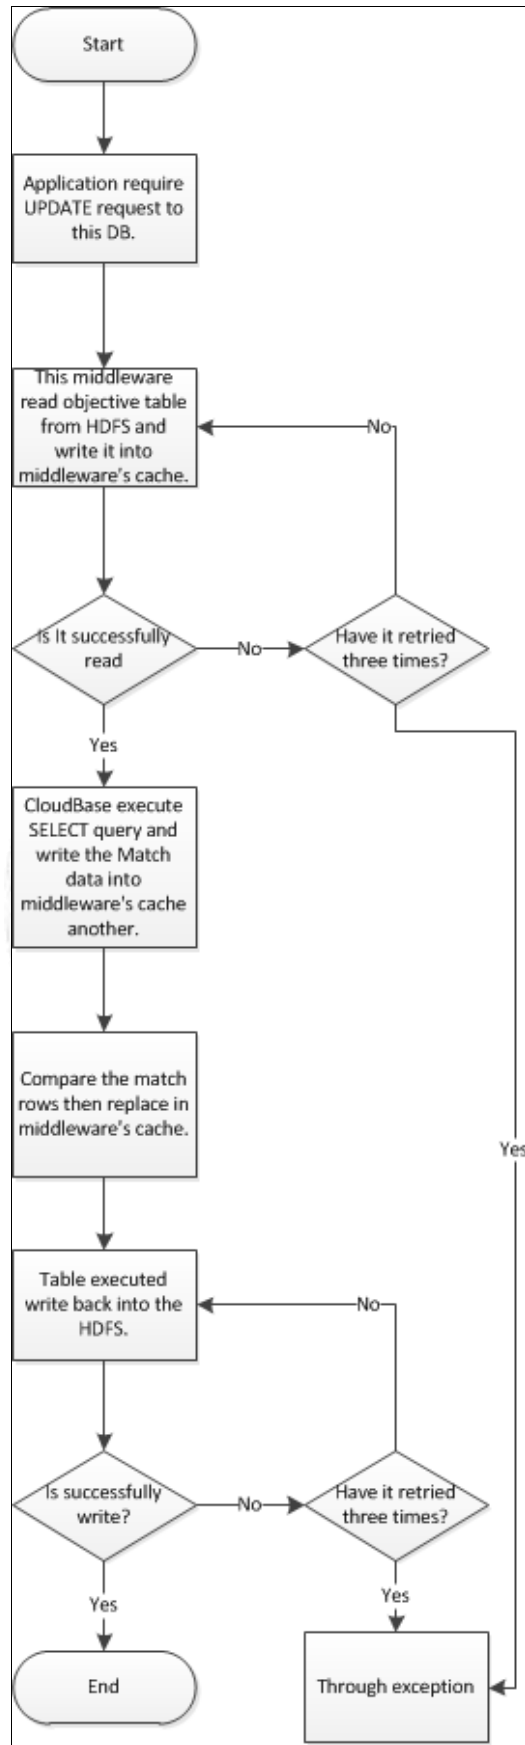 Start
Application require
UPDATE request to
this DB.
This middleware
read objective table
from HDFS and
write it into
middleware's cache.
No
Is It successfully
read
No
Have it retried
three times?
Yes
CloudBase execute
SELECT query and
write the Match
data into
middleware's cache
another.
Compare the match
rows then replace in
middleware's cache.
Yes
Table executed
write back into the
HDFS.
No
Is successfully
write?
No
Have it retried
three times?
Yes
Yes
End
Through exception